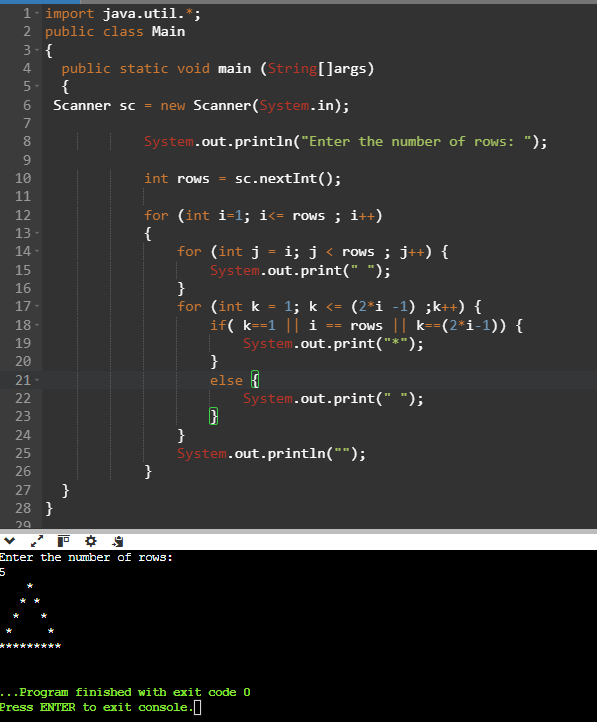 1 import java.util.*;
2 public class Main
3 {
4 public static void main (String[]args)
5 {
6 Scanner sc = new Scanner(System.in);
7
8 System.out.println("Enter the number of rows: ");
9
10 int rows = sc.nextInt();
11
12 for (int i=1; i<= rows ; i++)
13 {
14 for (int j = i; j < rows ; j++) {
15 System.out.print(" ");
16 }
17 for (int k = 1; k <= (2*i -1) ;k++) {
18 if( k==1 || i == rows || k==(2*i-1)) {
19 System.out.print("*");
20 }
21 else {
22 System.out.print(" ");
23 }
24 }
25 System.out.println("");
26 }
27 }
28 }
29
Enter the number of rows:
5
    *
   * *
  *   *
 *     *
*********
...Program finished with exit code 0
Press ENTER to exit console.